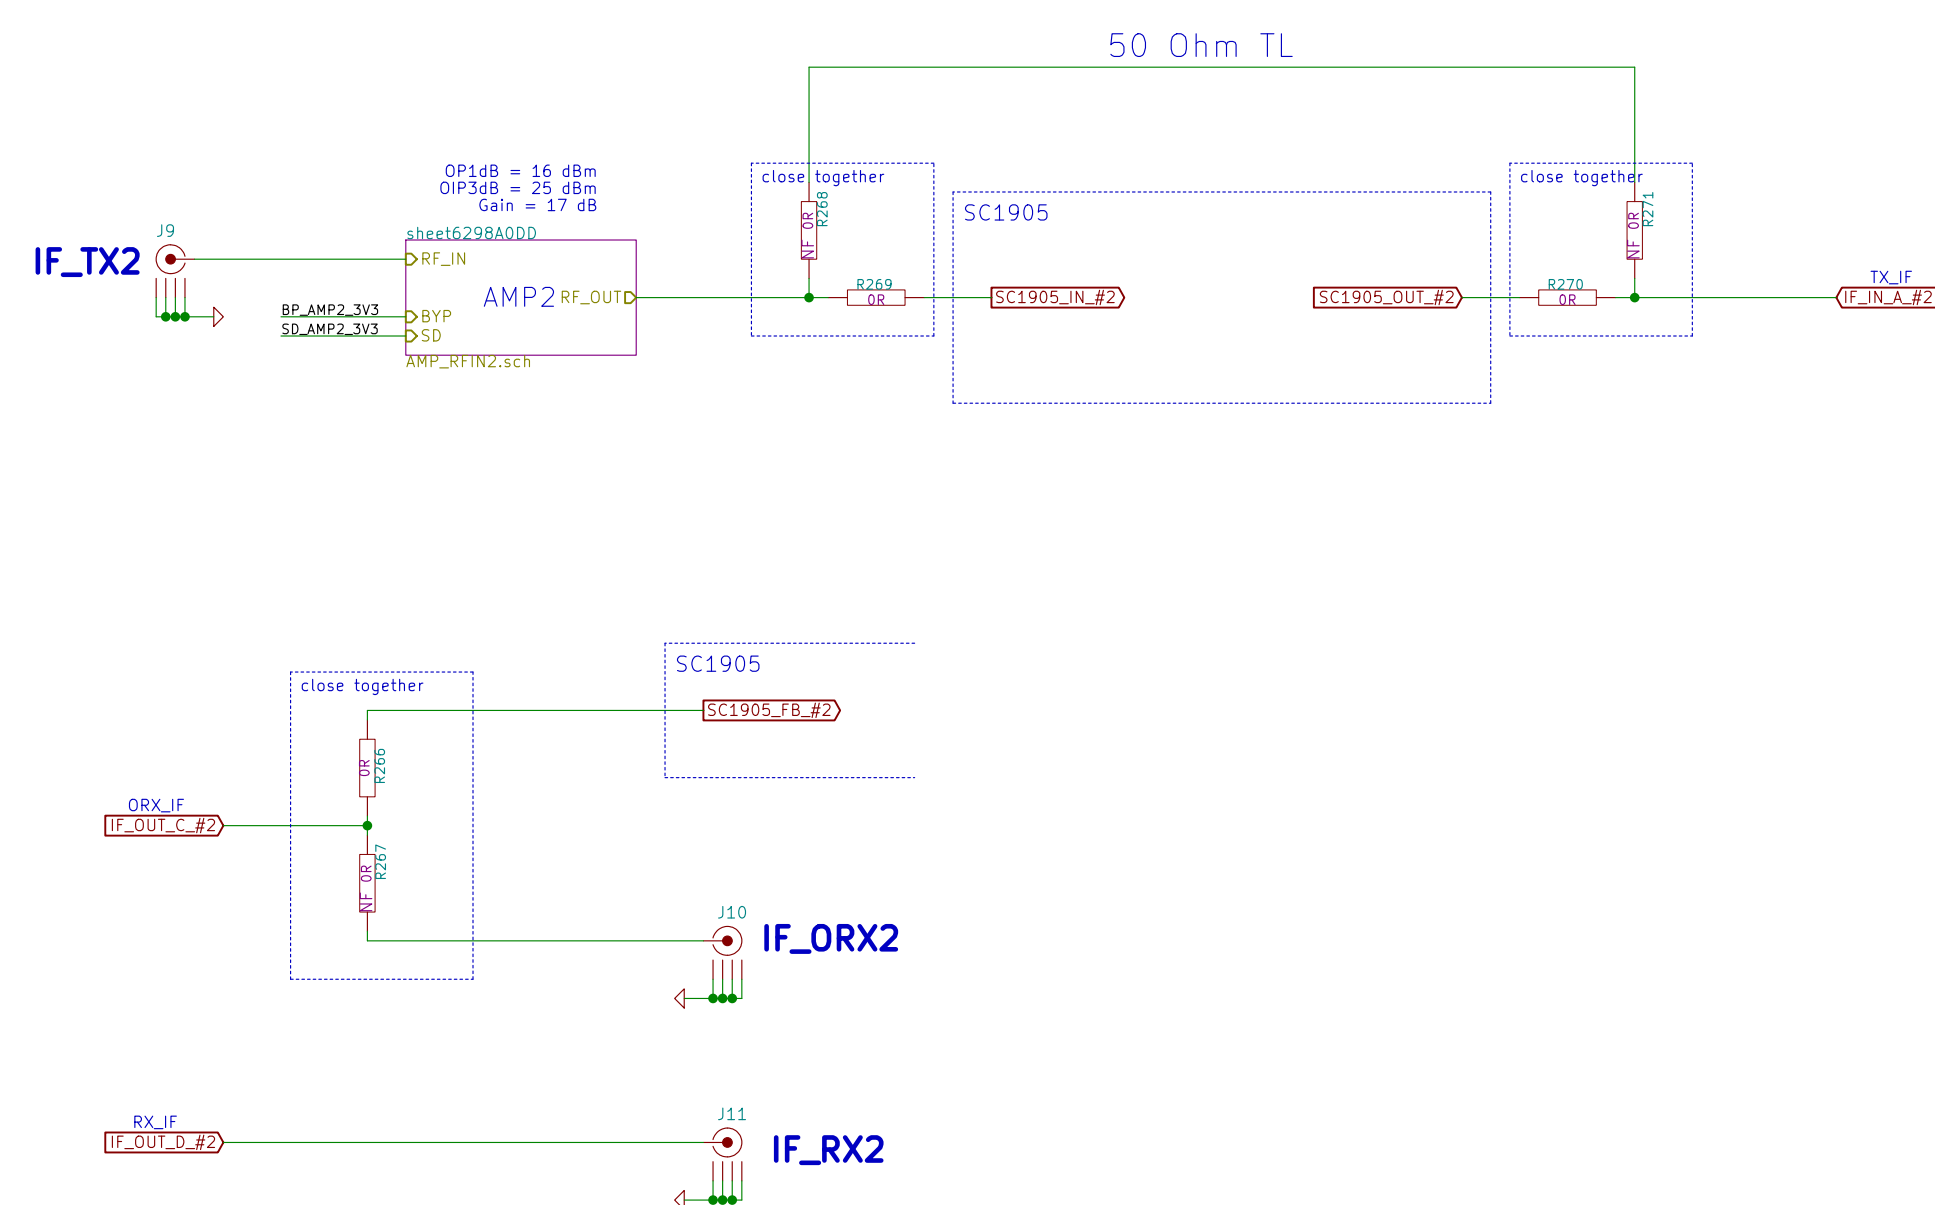 50 Ohm TL
OP1dB = 16 dBm
OIP3dB = 25 dBm
Gain = 17 dB
close together
close together
SC1905
R268
NF 0R
R271
NF 0R
J9
IF_TX2
sheet6298A0DD
RF_IN
AMP2
RF_OUT
BP_AMP2_3V3
BYP
SD_AMP2_3V3
SD
AMP_RFIN2.sch
R269
0R
SC1905_IN_#2
SC1905_OUT_#2
R270
0R
TX_IF
IF_IN_A_#2
SC1905
close together
SC1905_FB_#2
R266
0R
ORX_IF
IF_OUT_C_#2
R267
NF 0R
J10
IF_ORX2
J11
RX_IF
IF_OUT_D_#2
IF_RX2